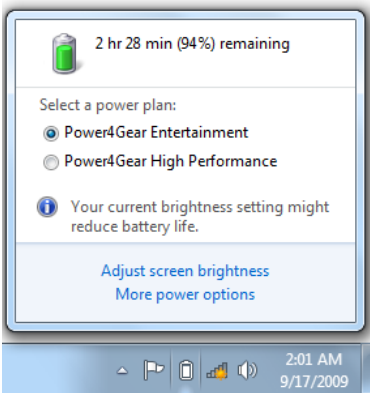 2 hr 28 min (94%) remaining
Select a power plan:
Power4Gear Entertainment
Power4Gear High Performance
Your current brightness setting might
reduce battery life.
Adjust screen brightness
More power options
2:01 AM
9/17/2009